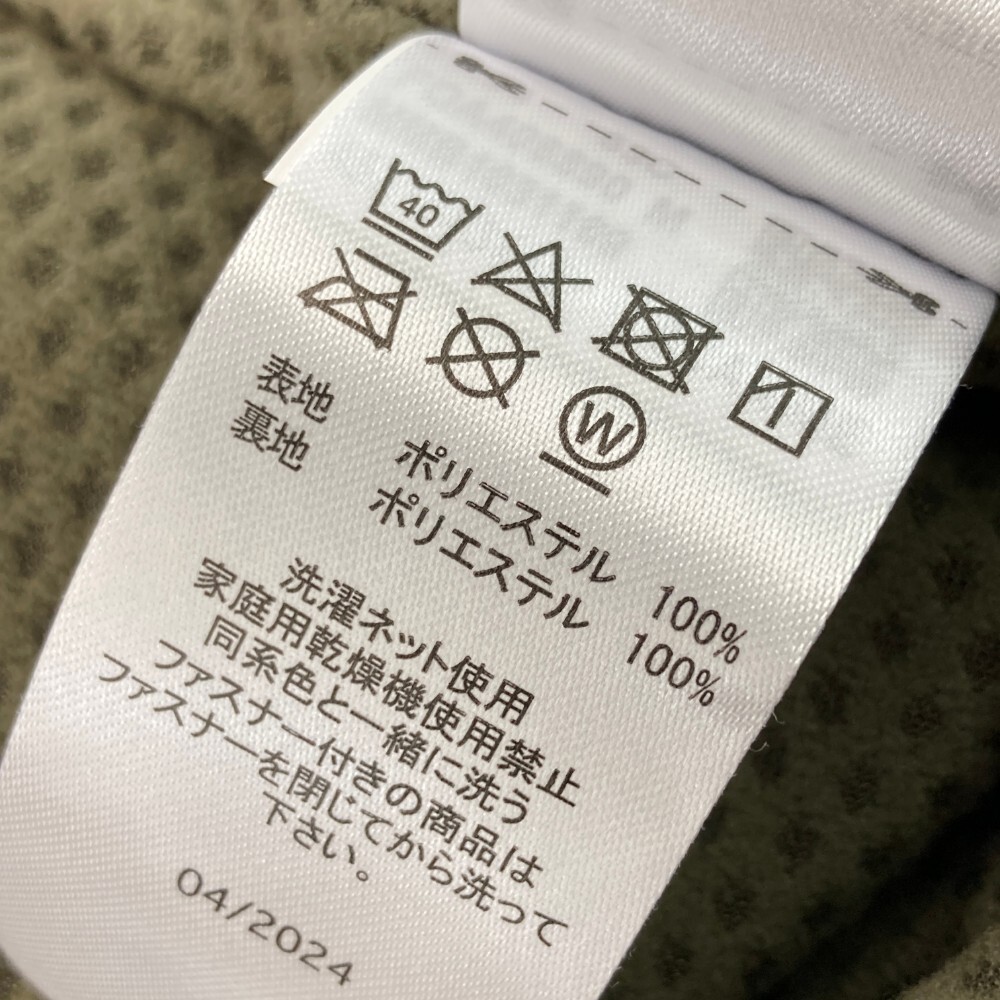 40
W
表地 ポリエステル 100%
裏地 ポリエステル 100%
洗濯ネット使用
家庭用乾燥機使用禁止
同系色と一緒に洗う
ファスナー付きの商品は
ファスナーを閉じてから洗って
下さい。
04/2024